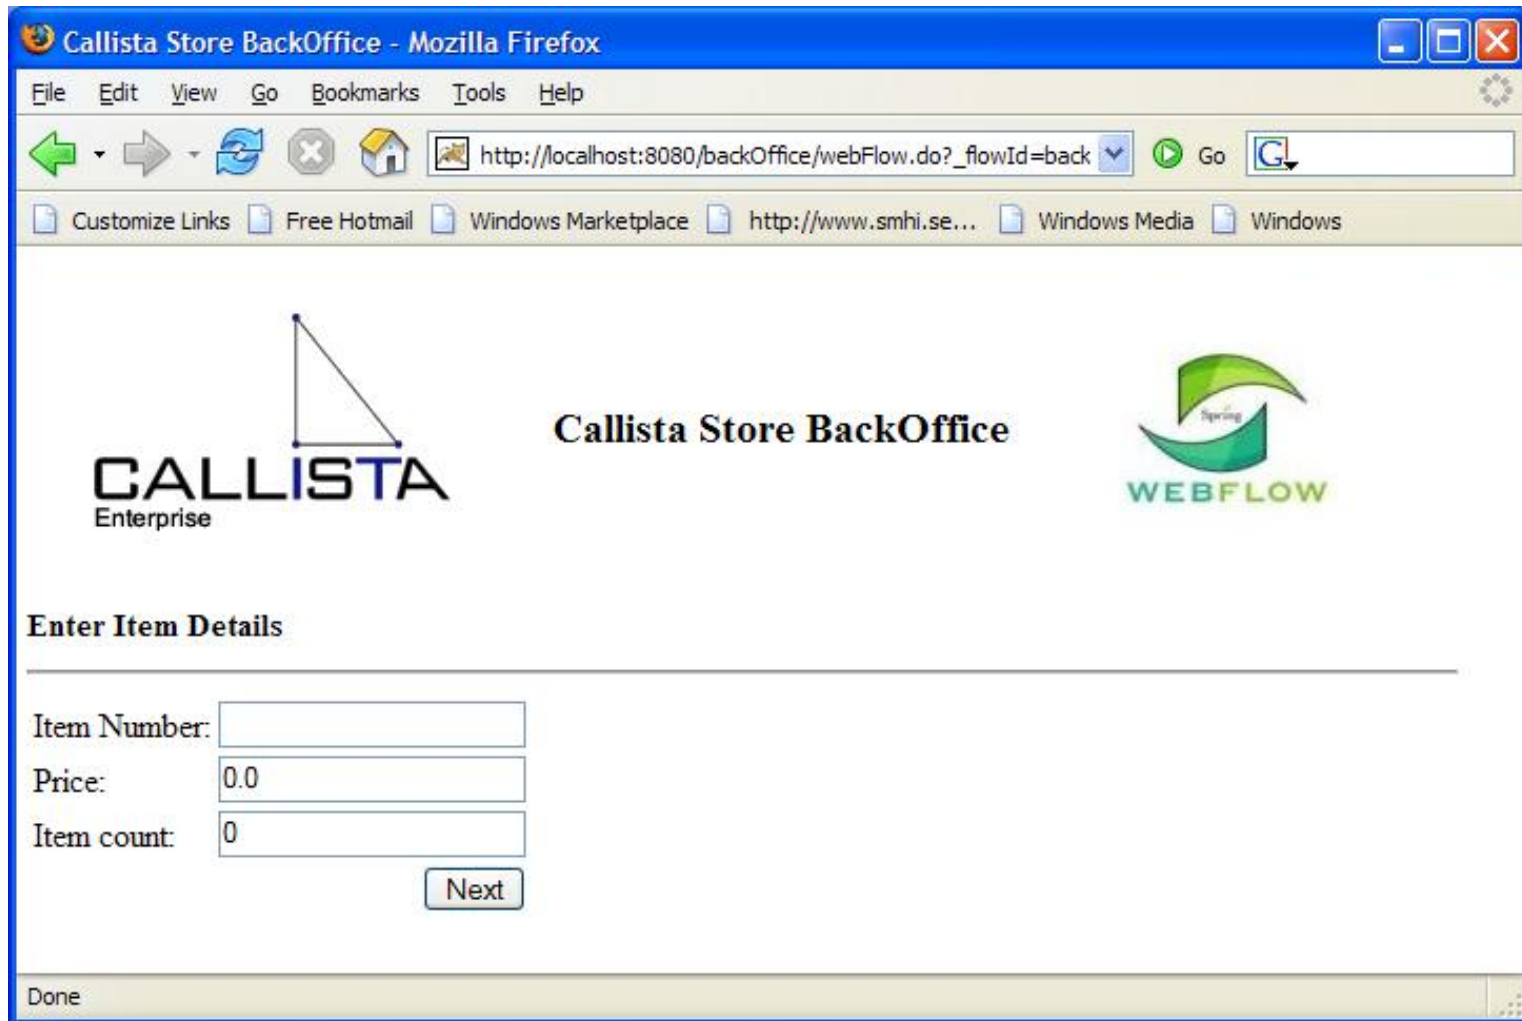 Callista Store BackOffice - Mozilla Firefox
File Edit View Go Bookmarks Tools Help
http://localhost:8080/backOffice/webFlow.do?_flowId=back Go G
Customize Links Free Hotmail Windows Marketplace http://www.smhi.se... Windows Media Windows
CALLISTA
Enterprise
Callista Store BackOffice
Spring
WEBFLOW
Enter Item Details
Item Number:
Price: 0.0
Item count: 0
Next
Done